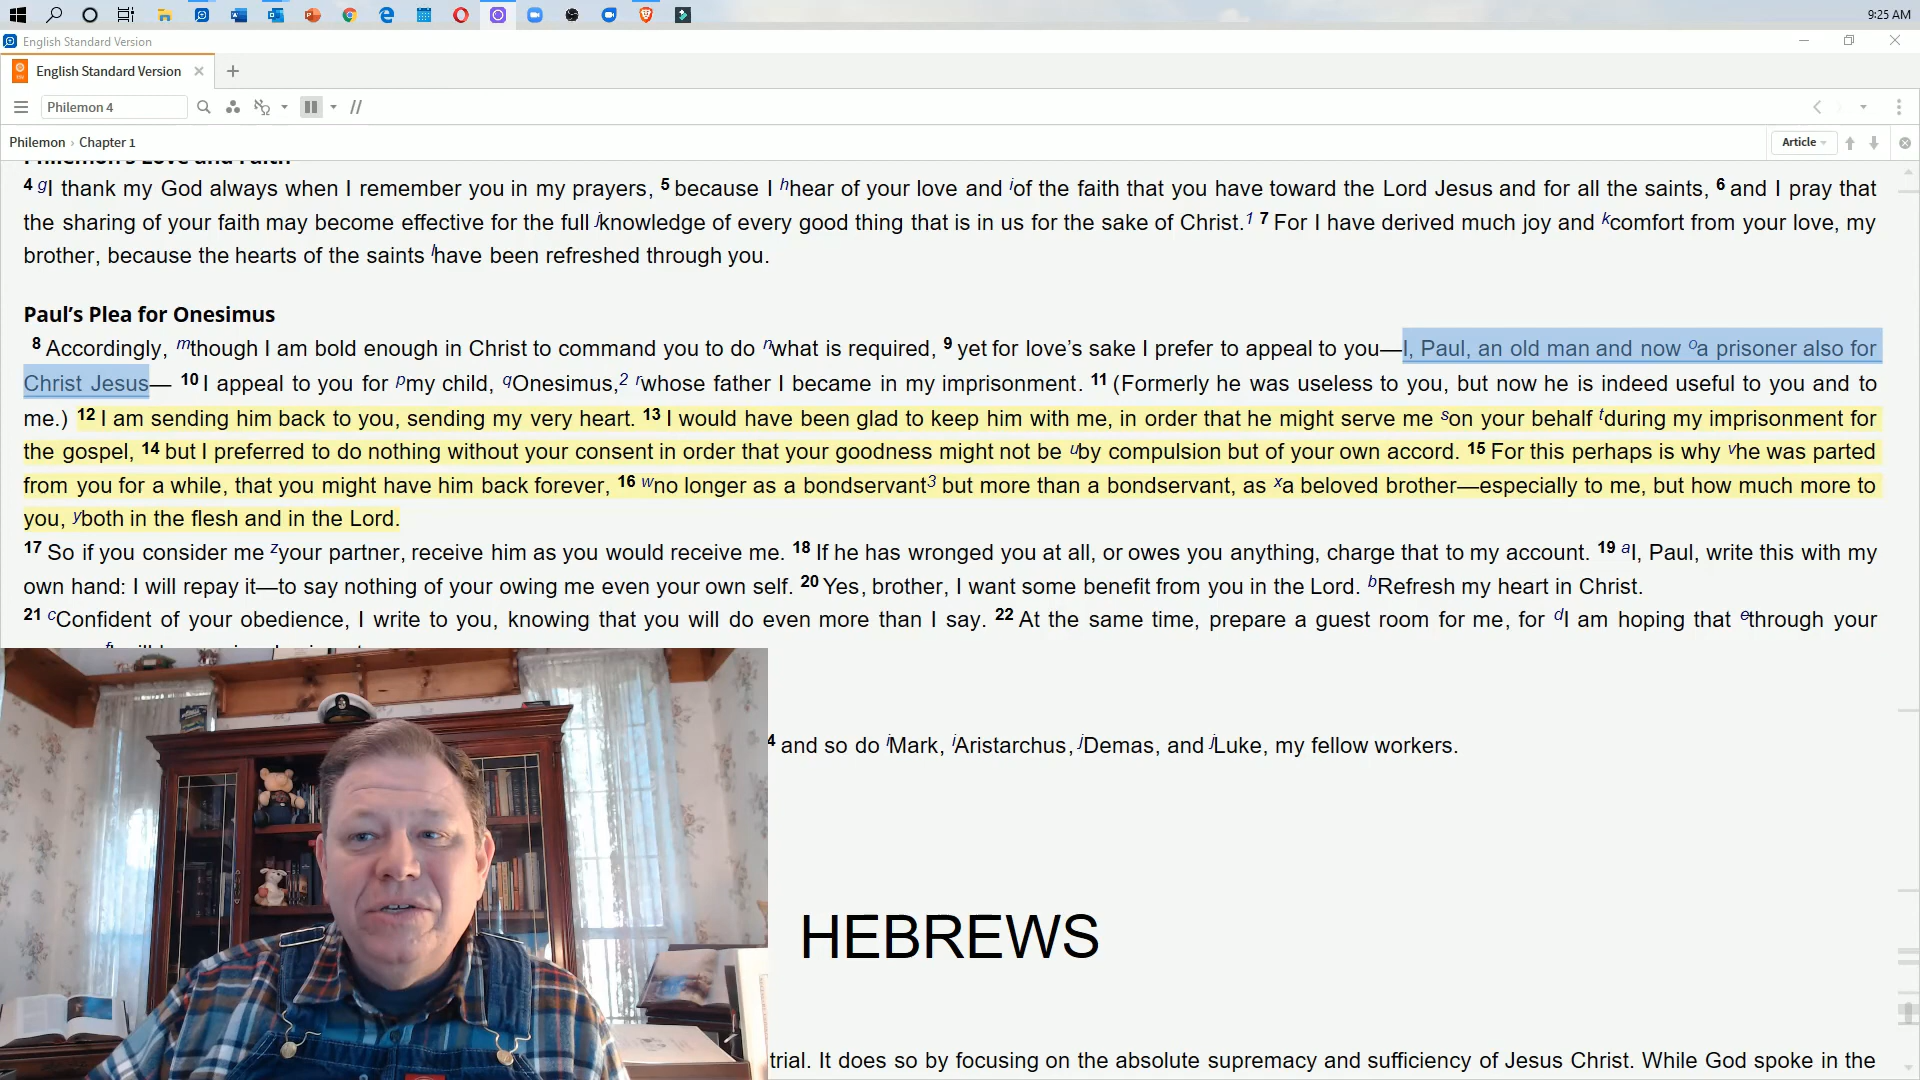 9:25 AM
English Standard Version
English Standard Version
Philemon 4
Philemon › Chapter 1
Article
Philemon's Love and Faith
4 gI thank my God always when I remember you in my prayers, 5 because I hhear of your love and iof the faith that you have toward the Lord Jesus and for all the saints, 6 and I pray that
the sharing of your faith may become effective for the full jknowledge of every good thing that is in us for the sake of Christ.1 7 For I have derived much joy and kcomfort from your love, my
brother, because the hearts of the saints lhave been refreshed through you.
Paul's Plea for Onesimus
8 Accordingly, mthough I am bold enough in Christ to command you to do nwhat is required, 9 yet for love's sake I prefer to appeal to you—I, Paul, an old man and now oa prisoner also for
Christ Jesus— 10 I appeal to you for pmy child, qOnesimus,2 rwhose father I became in my imprisonment. 11 (Formerly he was useless to you, but now he is indeed useful to you and to
me.) 12 I am sending him back to you, sending my very heart. 13 I would have been glad to keep him with me, in order that he might serve me son your behalf tduring my imprisonment for
the gospel, 14 but I preferred to do nothing without your consent in order that your goodness might not be uby compulsion but of your own accord. 15 For this perhaps is why vhe was parted
from you for a while, that you might have him back forever, 16 wno longer as a bondservant3 but more than a bondservant, as xa beloved brother—especially to me, but how much more to
you, yboth in the flesh and in the Lord.
17 So if you consider me zyour partner, receive him as you would receive me. 18 If he has wronged you at all, or owes you anything, charge that to my account. 19 aI, Paul, write this with my
own hand: I will repay it—to say nothing of your owing me even your own self. 20 Yes, brother, I want some benefit from you in the Lord. bRefresh my heart in Christ.
21 cConfident of your obedience, I write to you, knowing that you will do even more than I say. 22 At the same time, prepare a guest room for me, for dI am hoping that ethrough your
4 and so do iMark, iAristarchus, jDemas, and jLuke, my fellow workers.
HEBREWS
trial. It does so by focusing on the absolute supremacy and sufficiency of Jesus Christ. While God spoke in the